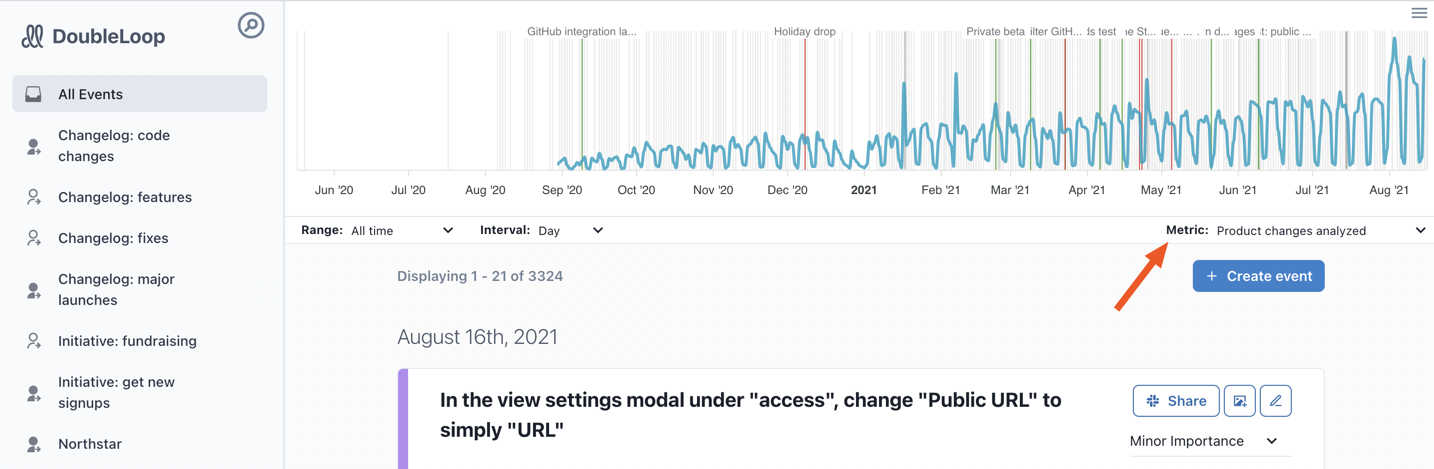 DoubleLoop
All Events
Changelog: code
changes
Changelog: features
Changelog: fixes
Changelog: major
launches
Initiative: fundraising
Initiative: get new
signups
Northstar
GitHub integration la...
Holiday drop
Private beta
ilter GitH...
ls test
ne St...
ue...
n d...
ges
t: public ...
Jun '20 Jul '20 Aug '20 Sep '20 Oct '20 Nov '20 Dec '20 2021 Feb '21 Mar '21 Apr '21 May '21 Jun '21 Jul '21 Aug '21
Range: All time Interval: Day Metric: Product changes analyzed
Displaying 1 - 21 of 3324
+ Create event
August 16th, 2021
In the view settings modal under "access", change "Public URL" to
simply "URL"
Share
Minor Importance